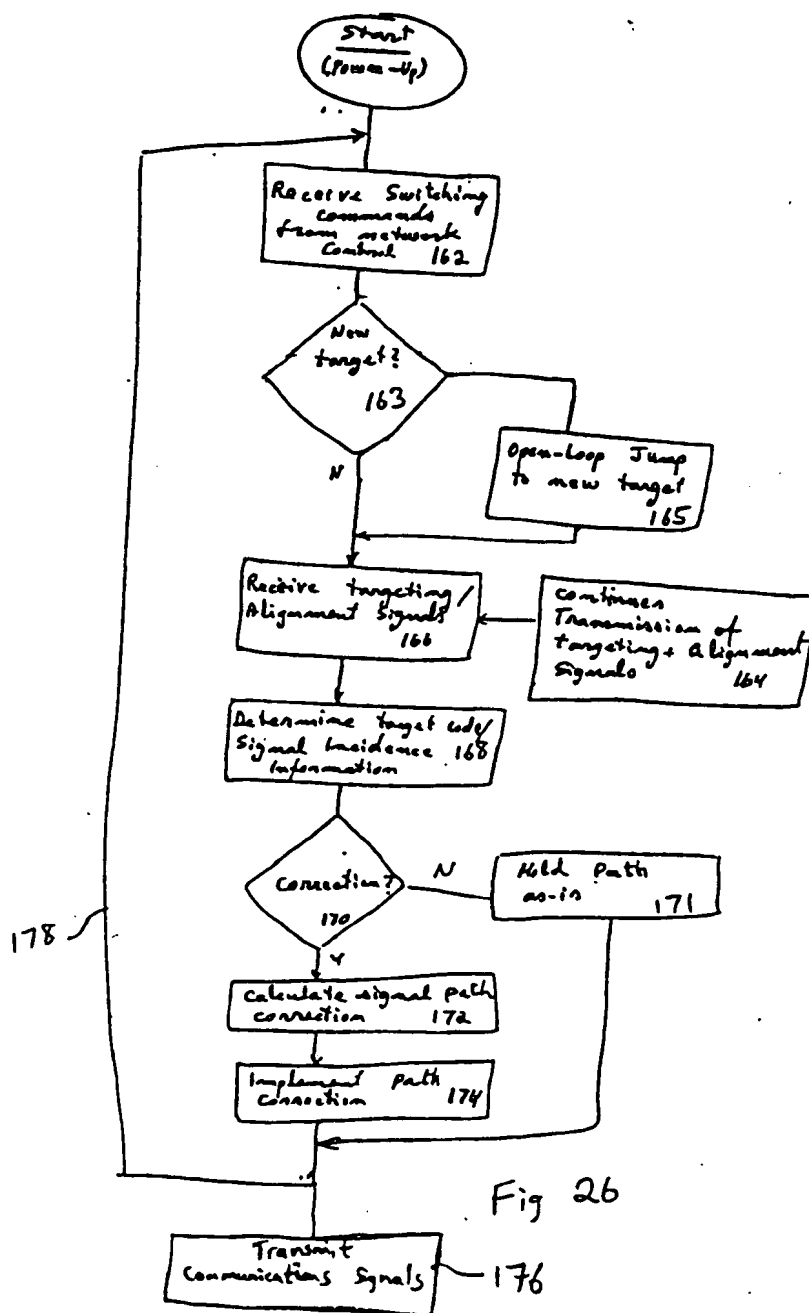 Start
(Power-Up)
Receive Switching
commands
from network
Control 162
New
target?
163
N
Open-Loop Jump
to new target
165
Receive targeting/
Alignment Signals
166
Continues
Transmission of
targeting + Alignment
Signals 164
Determine target code/
Signal Incidence 168
Information
Correction?
170
N
Y
Hold Path
as-is 171
178
Calculate signal path
correction 172
Implement path
correction 174
Fig 26
Transmit
Communications Signals
176